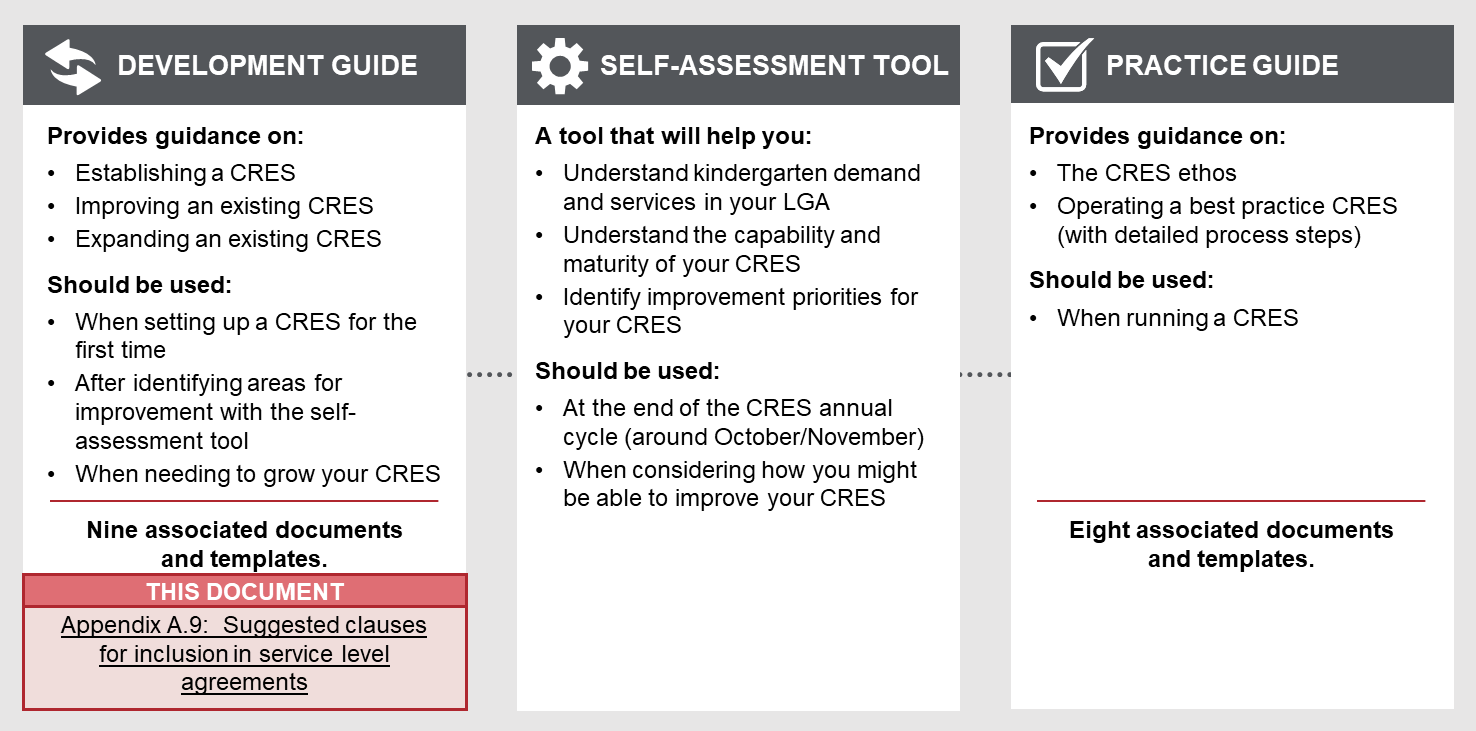 DEVELOPMENT GUIDE
Provides guidance on:
• Establishing a CRES
• Improving an existing CRES
• Expanding an existing CRES
Should be used:
• When setting up a CRES for the
first time
• After identifying areas for
improvement with the self-
assessment tool
• When needing to grow your CRES
Nine associated documents
and templates.
THIS DOCUMENT
Appendix A.9: Suggested clauses
for inclusion in service level
agreements
SELF-ASSESSMENT TOOL
A tool that will help you:
• Understand kindergarten demand
and services in your LGA
• Understand the capability and
maturity of your CRES
• Identify improvement priorities for
your CRES
Should be used:
• At the end of the CRES annual
cycle (around October/November)
• When considering how you might
be able to improve your CRES
PRACTICE GUIDE
Provides guidance on:
• The CRES ethos
• Operating a best practice CRES
(with detailed process steps)
Should be used:
• When running a CRES
Eight associated documents
and templates.